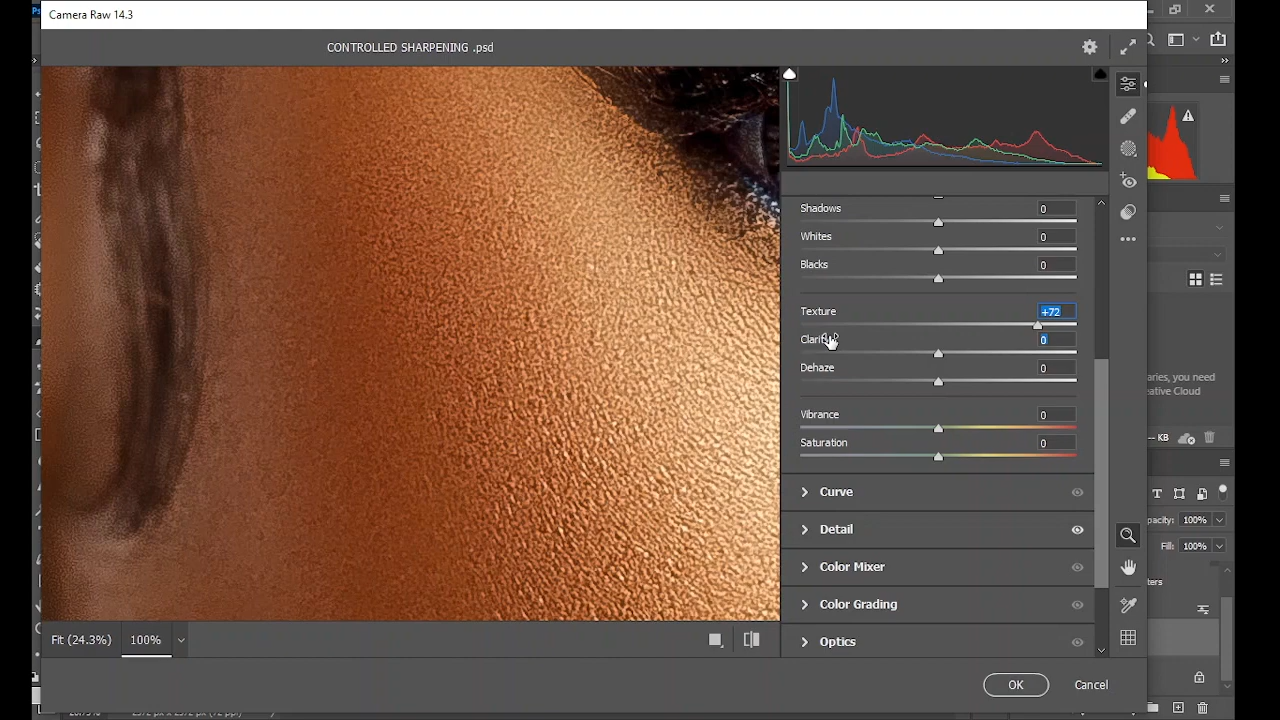 Camera Raw 14.3
CONTROLLED SHARPENING .psd
Shadows 0
Whites 0
Blacks 0
Texture +72
Clarity 0
Dehaze 0
Vibrance 0
Saturation 0
Curve
Detail
Color Mixer
Color Grading
Optics
Fit (24.3%) 100%
OK Cancel
aries, you need
eative Cloud
-- KB
pacity: 100%
Fill: 100%
ters